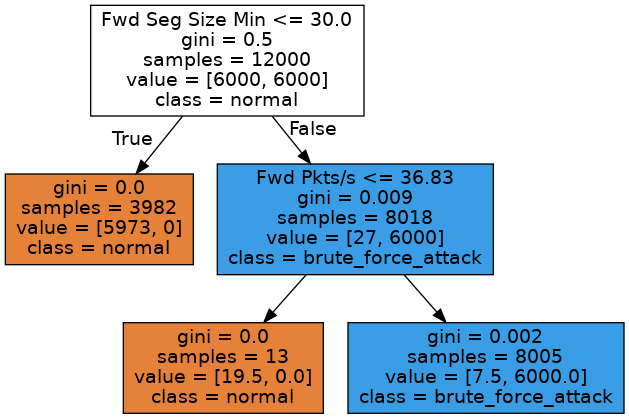 Fwd Seg Size Min <= 30.0
gini = 0.5
samples = 12000
value = [6000, 6000]
class = normal
True
False
gini = 0.0
samples = 3982
value = [5973, 0]
class = normal
Fwd Pkts/s <= 36.83
gini = 0.009
samples = 8018
value = [27, 6000]
class = brute_force_attack
gini = 0.0
samples = 13
value = [19.5, 0.0]
class = normal
gini = 0.002
samples = 8005
value = [7.5, 6000.0]
class = brute_force_attack